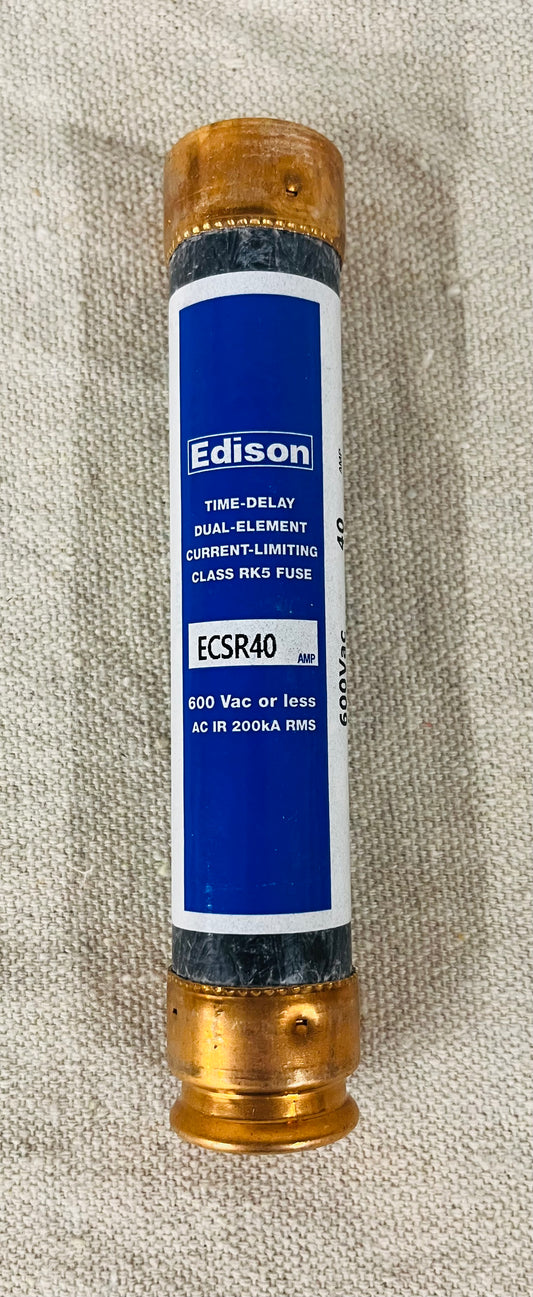 Edison
TIME-DELAY
DUAL-ELEMENT
CURRENT-LIMITING
CLASS RK5 FUSE
ECSR40
AMP
600 Vac or less
AC IR 200kA RMS
600Vac 40 AMP